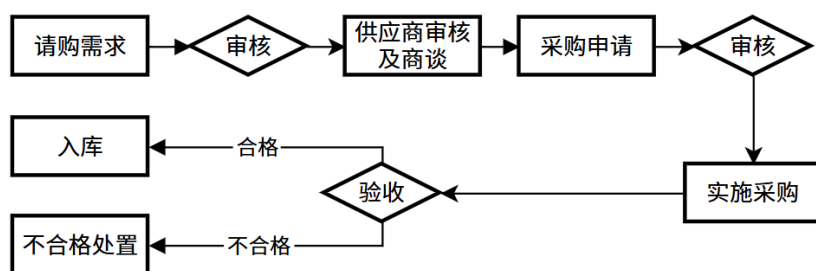 请购需求
审核
供应商审核
及商谈
采购申请
审核
入库
合格
验收
实施采购
不合格处置
不合格